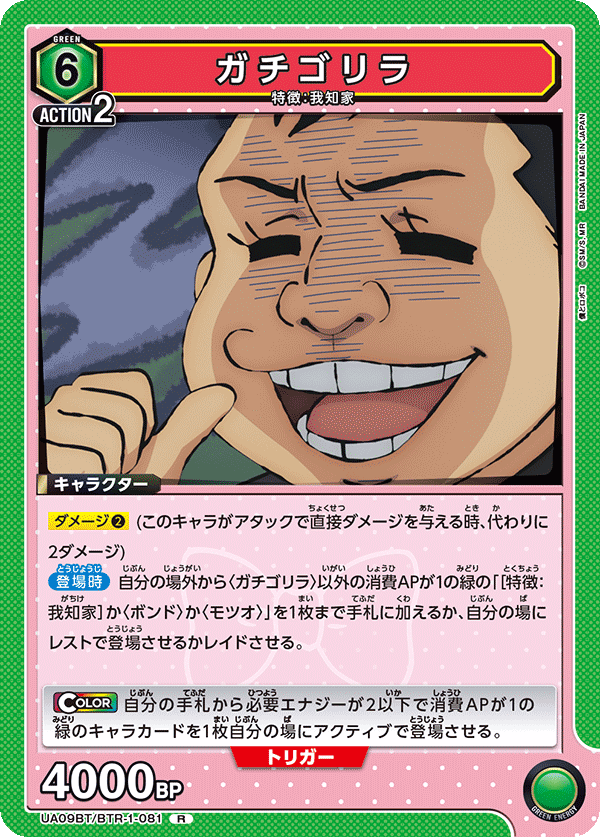 GREEN
6
ガチゴリラ
特徴:我知家
ACTION2
BANDAI MADE IN JAPAN
©SM/S, MR
僕とロボコ
キャラクター
ダメージ❷ (このキャラがアタックで直接ダメージを与える時、代わりに
2ダメージ)
登場時 自分の場外から〈ガチゴリラ〉以外の消費APが1の緑の「[特徴:
我知家]か〈ボンド〉か〈モツオ〉」を1枚まで手札に加えるか、自分の場に
レストで登場させるかレイドさせる。
COLOR 自分の手札から必要エナジーが2以下で消費APが1の
緑のキャラカードを1枚自分の場にアクティブで登場させる。
トリガー
4000BP
UA09BT/BTR-1-081 R
GREEN ENERGY